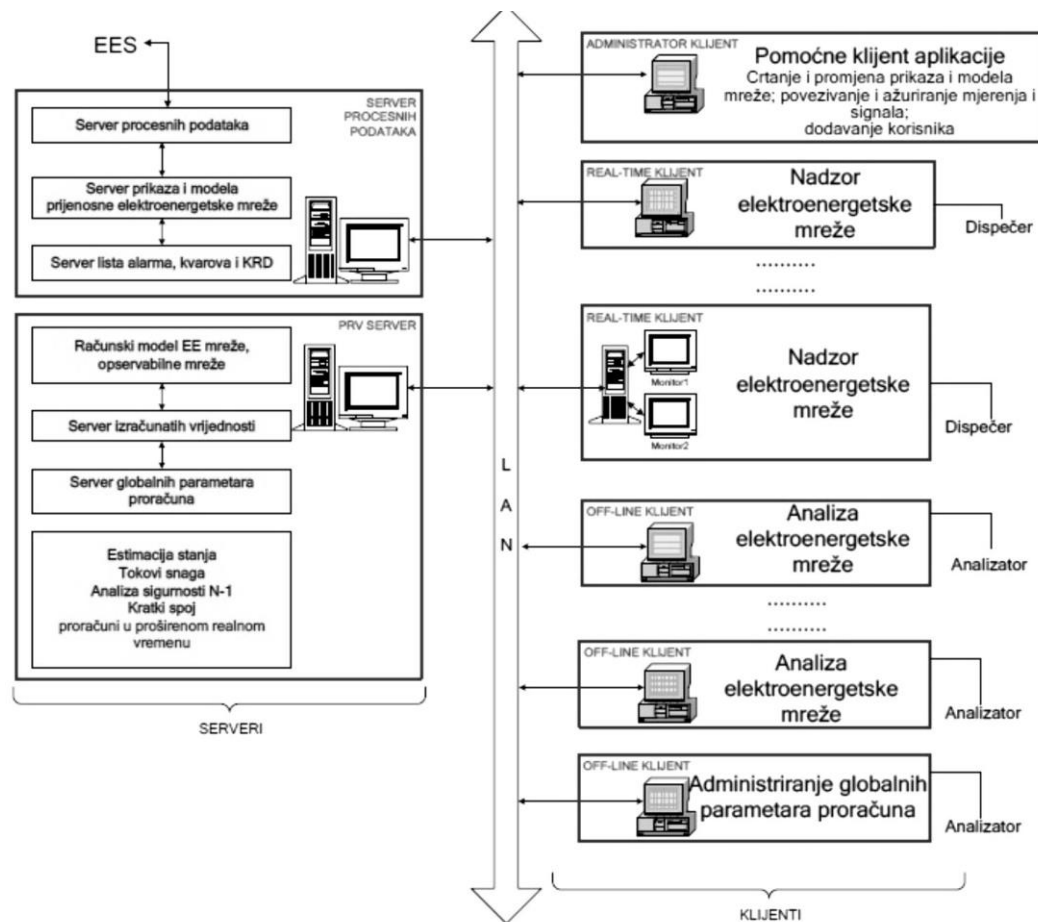 EES
SERVER
PROCESNIH
PODATAKA
Server procesnih podataka
Server prikaza i modela
prijenosne elektroenergetske mreže
Server lista alarma, kvarova i KRD
PRV SERVER
Računski model EE mreže,
opservabilne mreže
Server izračunatih vrijednosti
Server globalnih parametara
proračuna
Estimacija stanja
Tokovi snaga
Analiza sigurnosti N-1
Kratki spoj
proračuni u proširenom realnom
vremenu
SERVERI
L
A
N
ADMINISTRATOR KLIJENT
Pomoćne klijent aplikacije
Crtanje i promjena prikaza i modela
mreže; povezivanje i ažuriranje mjerenja i
signala;
dodavanje korisnika
REAL-TIME KLIJENT
Nadzor
elektroenergetske
mreže
Dispečer
..........
..........
REAL-TIME KLIJENT
Monitor1
Monitor2
Nadzor
elektroenergetske
mreže
Dispečer
OFF-LINE KLIJENT
Analiza
elektroenergetske
mreže
Analizator
..........
..........
OFF-LINE KLIJENT
Analiza
elektroenergetske
mreže
Analizator
OFF-LINE KLIJENT
Administriranje globalnih
parametara proračuna
Analizator
KLIJENTI